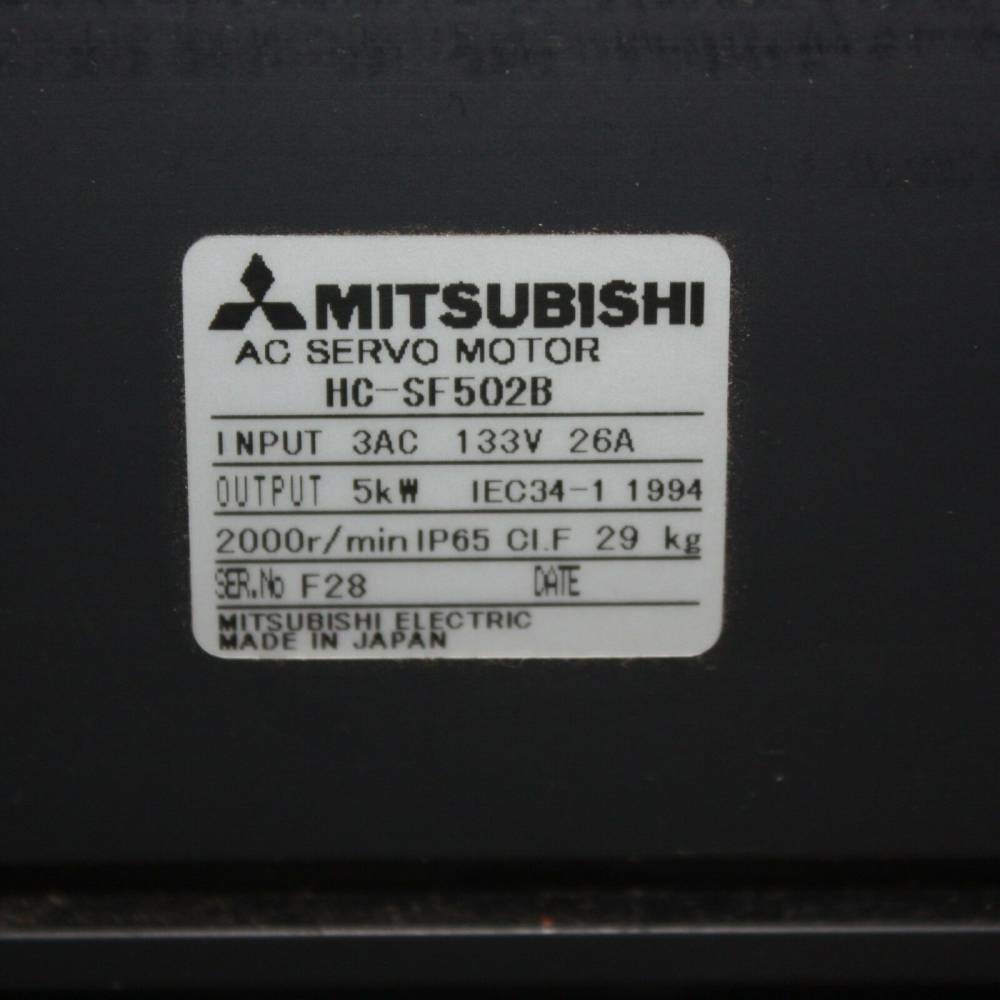 MITSUBISHI
AC SERVO MOTOR
HC-SF502B
INPUT 3AC 133V 26A
OUTPUT 5kW IEC34-1 1994
2000r/min IP65 CI.F 29 kg
SER.No F28 DATE
MITSUBISHI ELECTRIC
MADE IN JAPAN